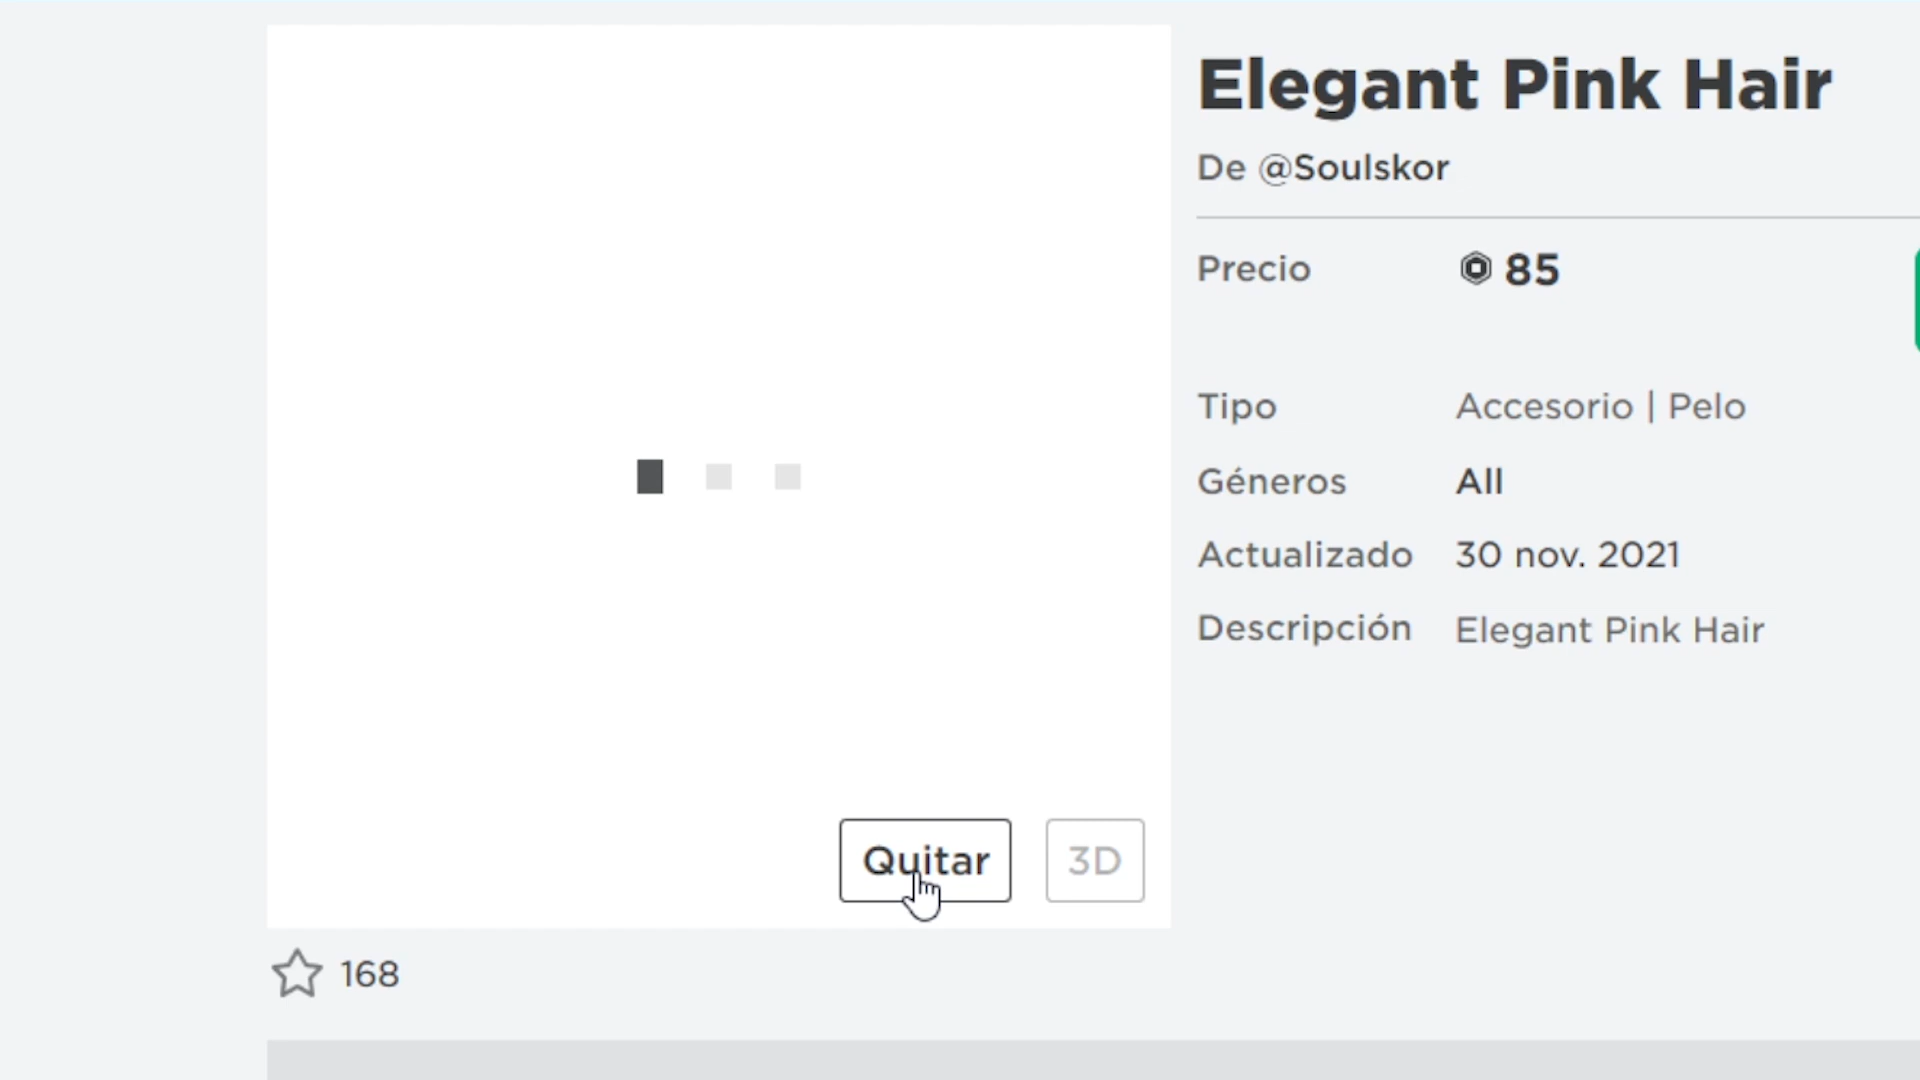 Elegant Pink Hair
De @Soulskor
Precio 85
Tipo Accesorio | Pelo
Géneros All
Actualizado 30 nov. 2021
Descripción Elegant Pink Hair
Quitar 3D
168